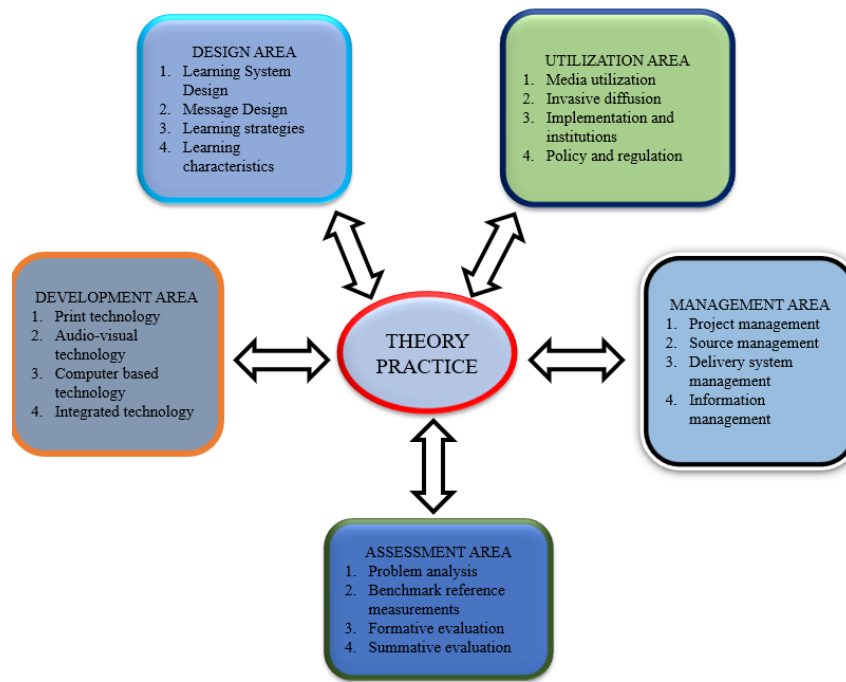 DESIGN AREA
1. Learning System
Design
2. Message Design
3. Learning strategies
4. Learning
characteristics
UTILIZATION AREA
1. Media utilization
2. Invasive diffusion
3. Implementation and
institutions
4. Policy and regulation
DEVELOPMENT AREA
1. Print technology
2. Audio-visual
technology
3. Computer based
technology
4. Integrated technology
THEORY
PRACTICE
MANAGEMENT AREA
1. Project management
2. Source management
3. Delivery system
management
4. Information
management
ASSESSMENT AREA
1. Problem analysis
2. Benchmark reference
measurements
3. Formative evaluation
4. Summative evaluation